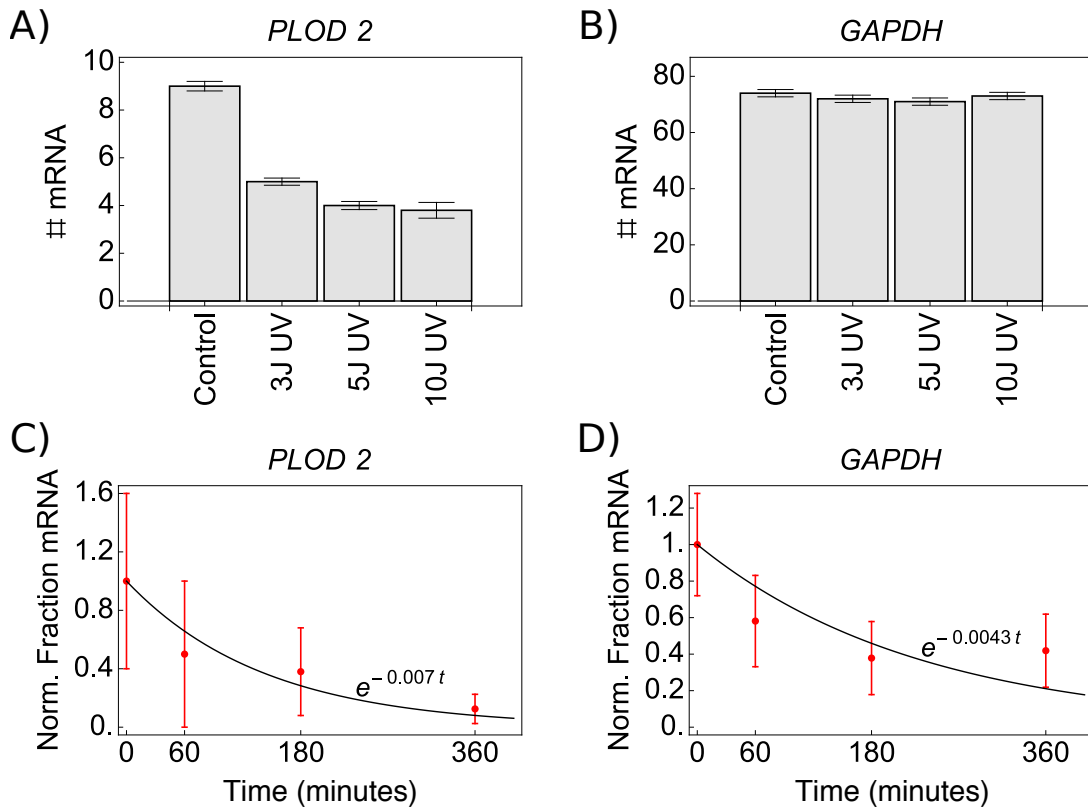 A)
PLOD 2
# mRNA
10
8
6
4
2
0
Control
3J UV
5J UV
10J UV
B)
GAPDH
# mRNA
80
60
40
20
0
Control
3J UV
5J UV
10J UV
C)
PLOD 2
Norm. Fraction mRNA
1.6
1.2
0.8
0.4
0.
e^{-0.007 t}
0 60 180 360
Time (minutes)
D)
GAPDH
Norm. Fraction mRNA
1.2
1.
0.8
0.6
0.4
0.2
0.
e^{-0.0043 t}
0 60 180 360
Time (minutes)